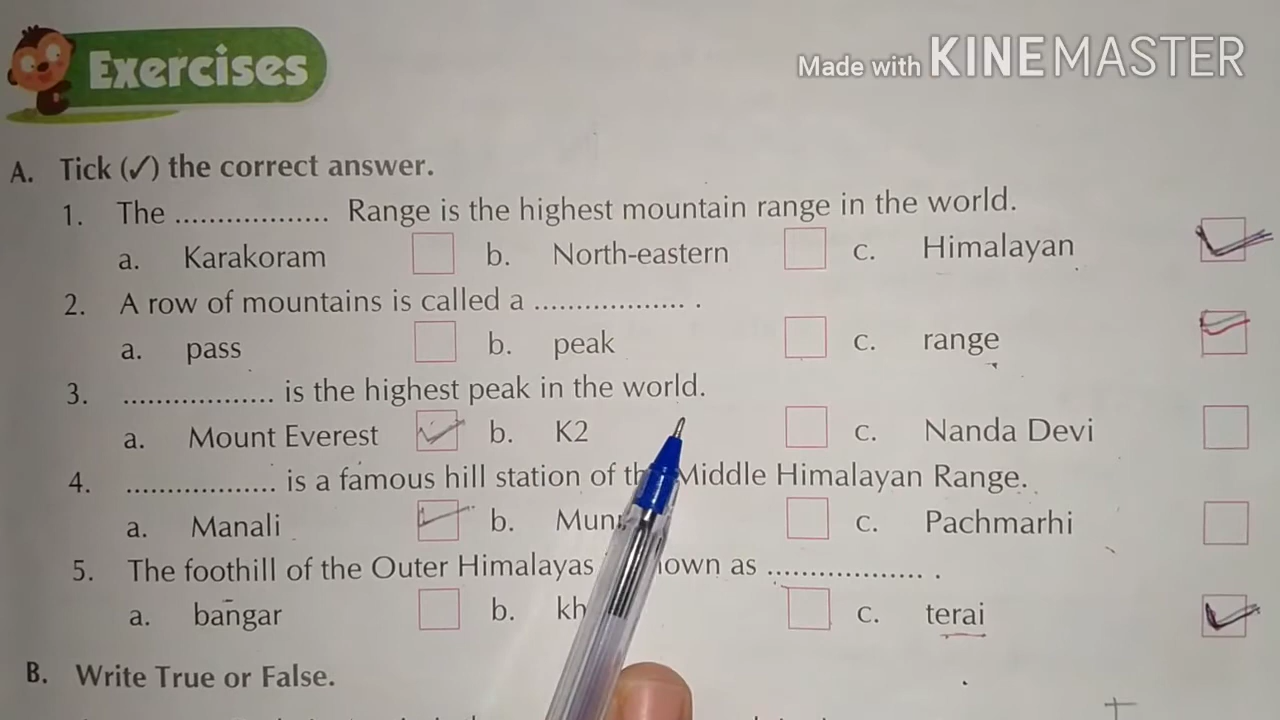 Exercises
Made with KINEMASTER
A. Tick (✓) the correct answer.
1. The .................. Range is the highest mountain range in the world.
a. Karakoram b. North-eastern c. Himalayan
2. A row of mountains is called a .................. .
a. pass b. peak c. range
3. .................. is the highest peak in the world.
a. Mount Everest b. K2 c. Nanda Devi
4. .................. is a famous hill station of the Middle Himalayan Range.
a. Manali b. c. Pachmarhi
5. The foothill of the Outer Himalayas known as .................. .
a. bangar b. c. terai
B. Write True or False.